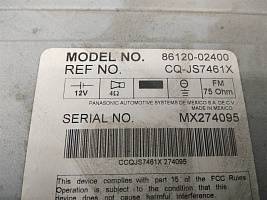 MODEL NO. 86120-02400
REF NO. CQ-JS7461X
12V 4Ω FM 75 Ohm
PANASONIC AUTOMOTIVE SYSTEMS DE MEXICO S.A. DE C.V.
MADE IN MEXICO
SERIAL NO. MX274095
CCQJS7461X 274095
This device complies with part 15 of the FCC Rules
Operation is subject to the condition that this
device does not cause harmful interference